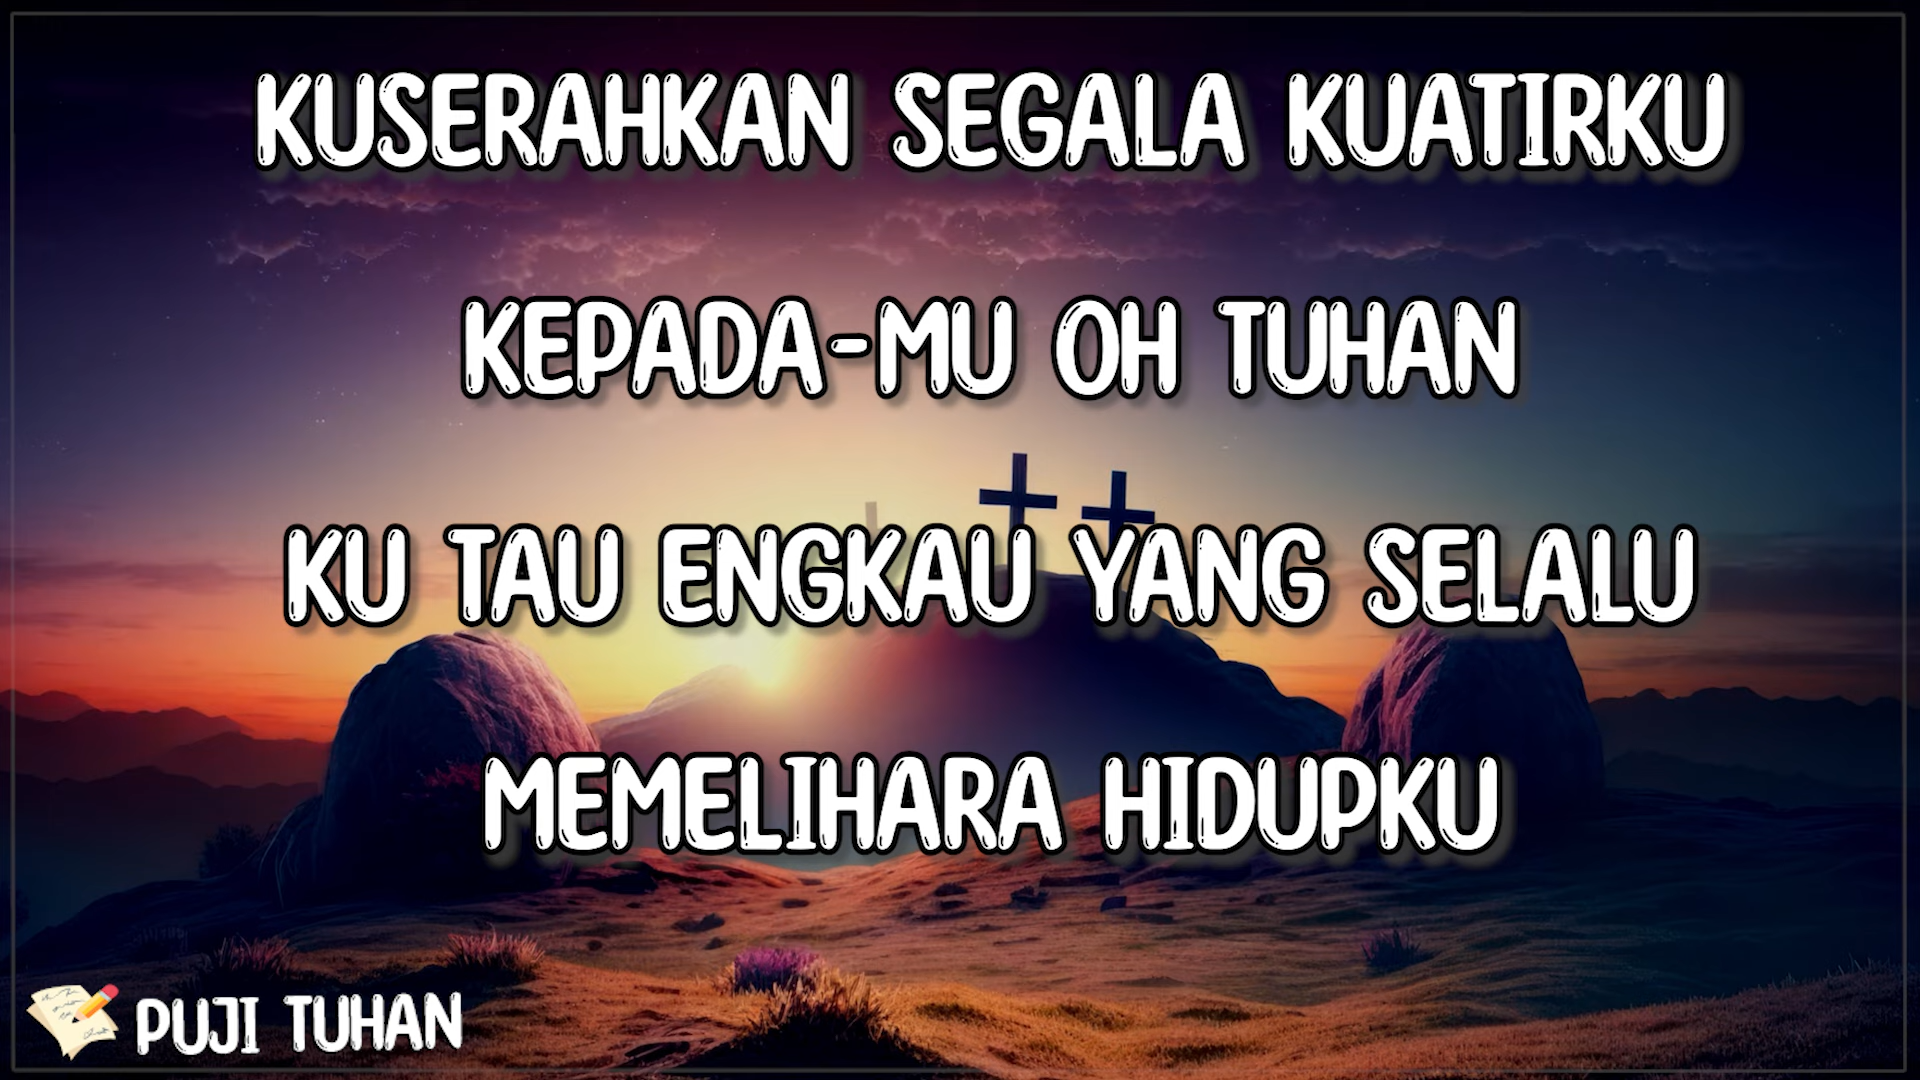 KUSERAHKAN SEGALA KUATIRKU
KEPADA-MU OH TUHAN
KU TAU ENGKAU YANG SELALU
MEMELIHARA HIDUPKU
PUJI TUHAN